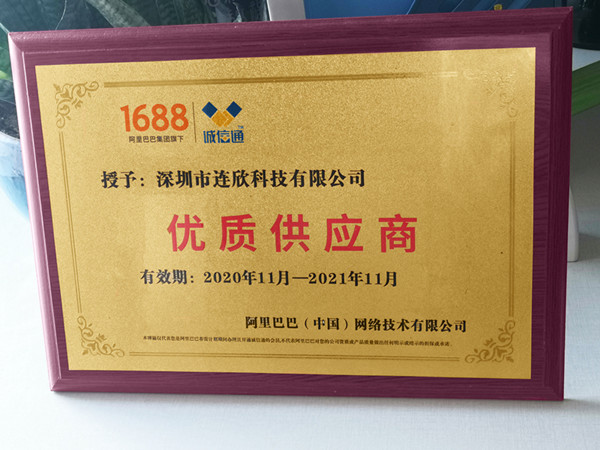 1688
阿里巴巴集团旗下
诚信通
授予：深圳市连欣科技有限公司
优质供应商
有效期：2020年11月—2021年11月
阿里巴巴（中国）网络技术有限公司